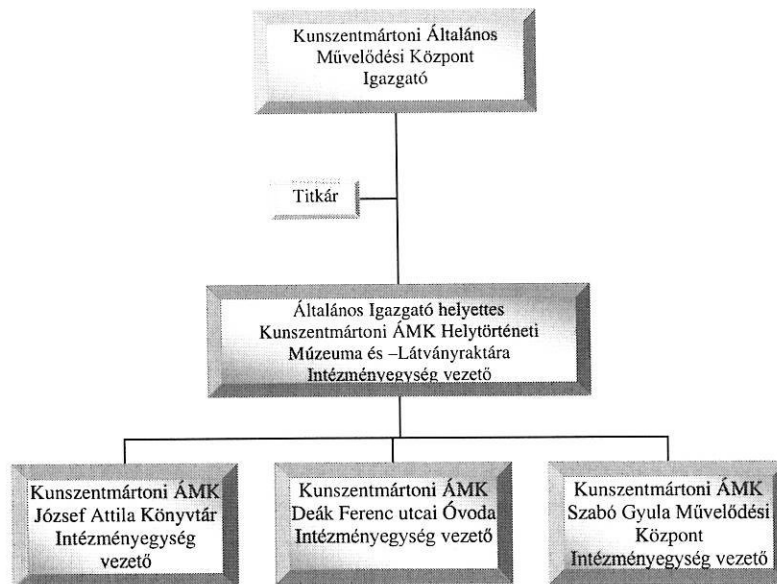 Kunszentmártoni Általános
Művelődési Központ
Igazgató
Titkár
Általános Igazgató helyettes
Kunszentmártoni ÁMK Helytörténeti
Múzeuma és –Látványraktára
Intézményegység vezető
Kunszentmártoni ÁMK
József Attila Könyvtár
Intézményegység
vezető
Kunszentmártoni ÁMK
Deák Ferenc utcai Óvoda
Intézményegység vezető
Kunszentmártoni ÁMK
Szabó Gyula Művelődési
Központ
Intézményegység vezető